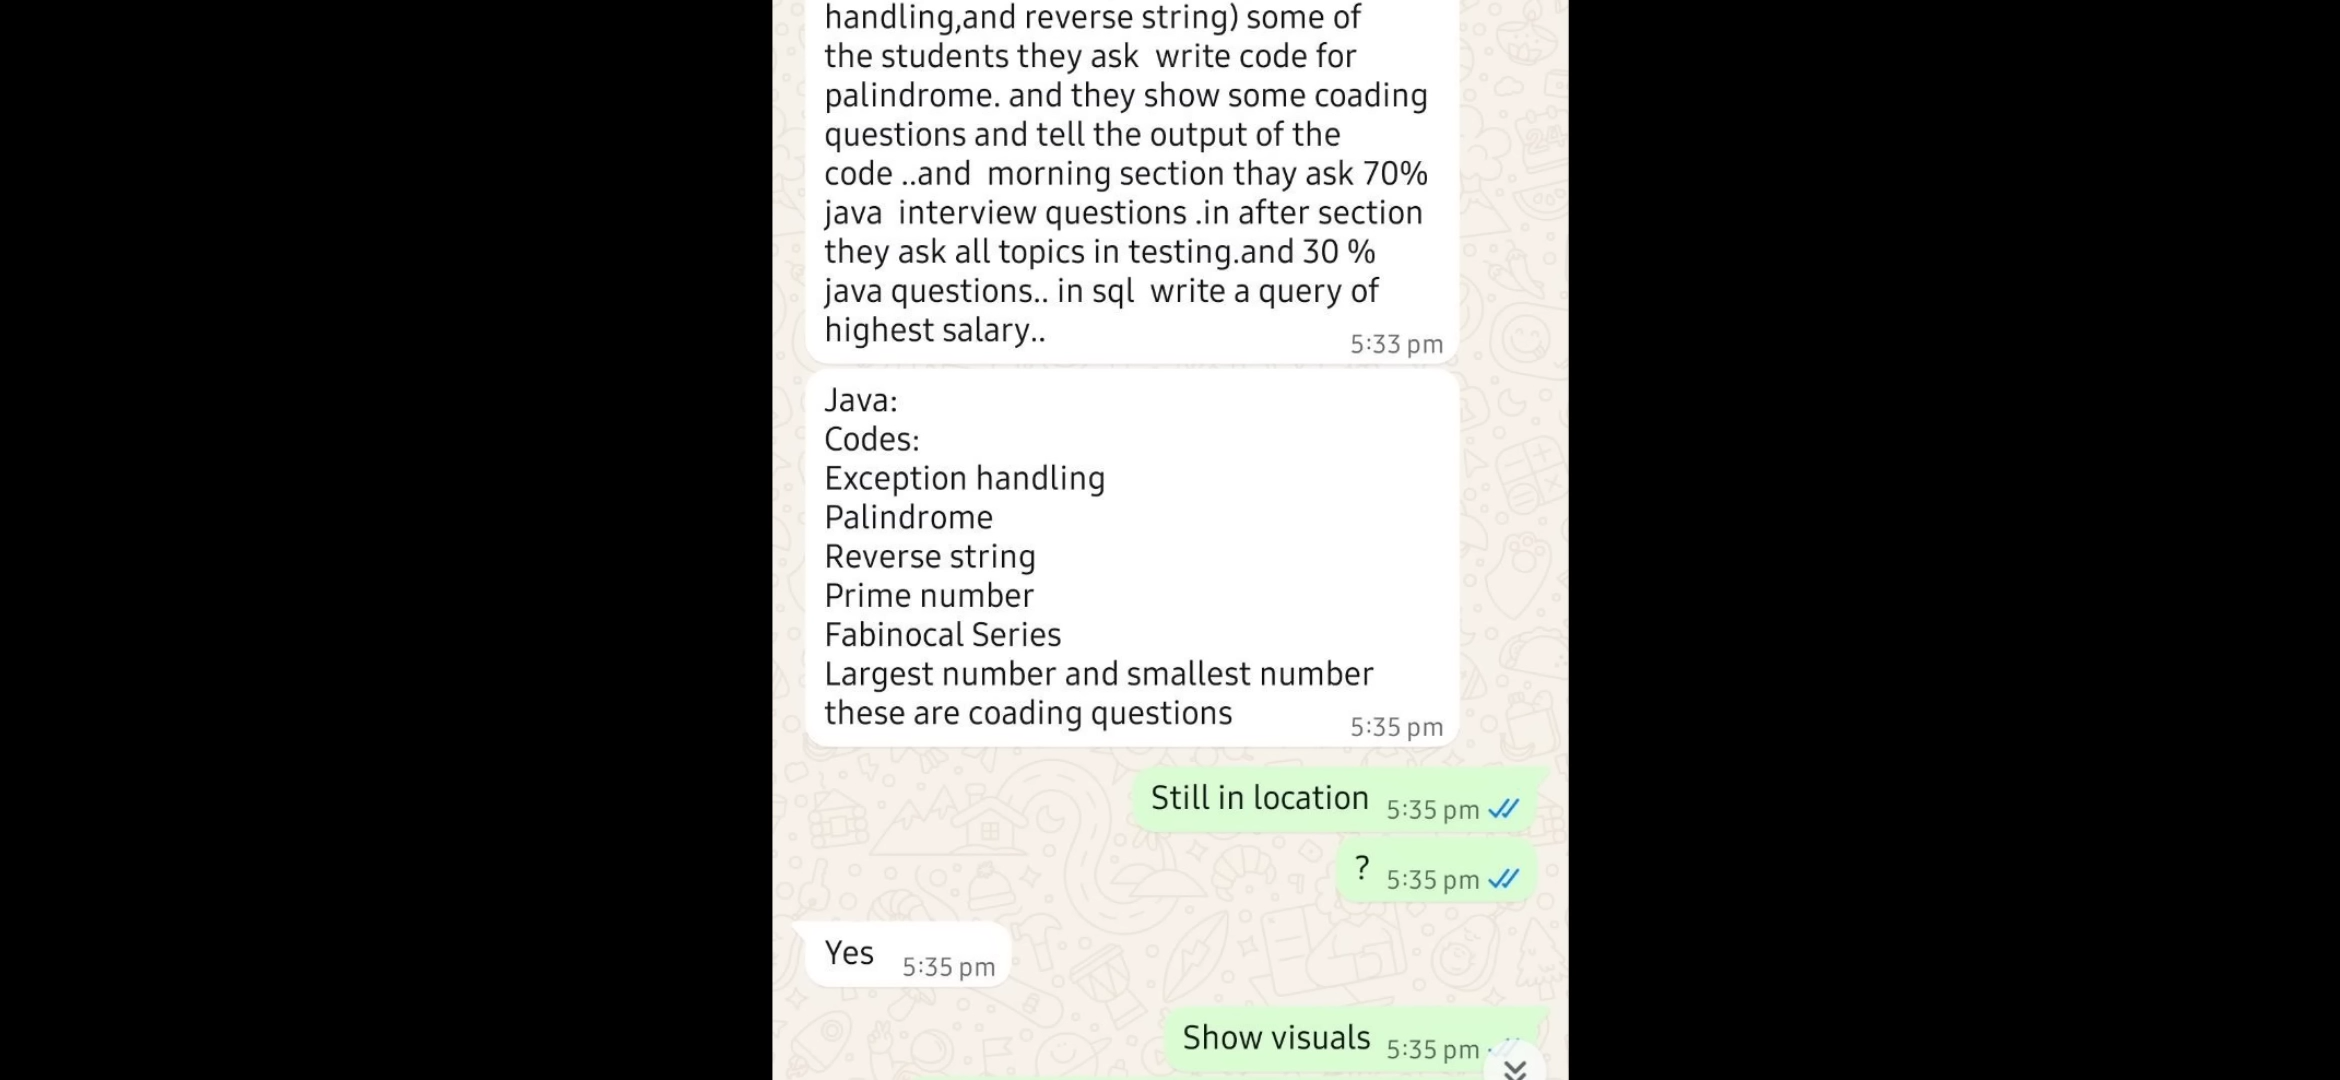 handling,and reverse string) some of
the students they ask  write code for
palindrome. and they show some coading
questions and tell the output of the
code ..and  morning section thay ask 70%
java  interview questions .in after section
they ask all topics in testing.and 30 %
java questions.. in sql  write a query of
highest salary..
5:33 pm
Java:
Codes:
Exception handling
Palindrome
Reverse string
Prime number
Fabinocal Series
Largest number and smallest number
these are coading questions
5:35 pm
Still in location 5:35 pm
? 5:35 pm
Yes 5:35 pm
Show visuals 5:35 pm